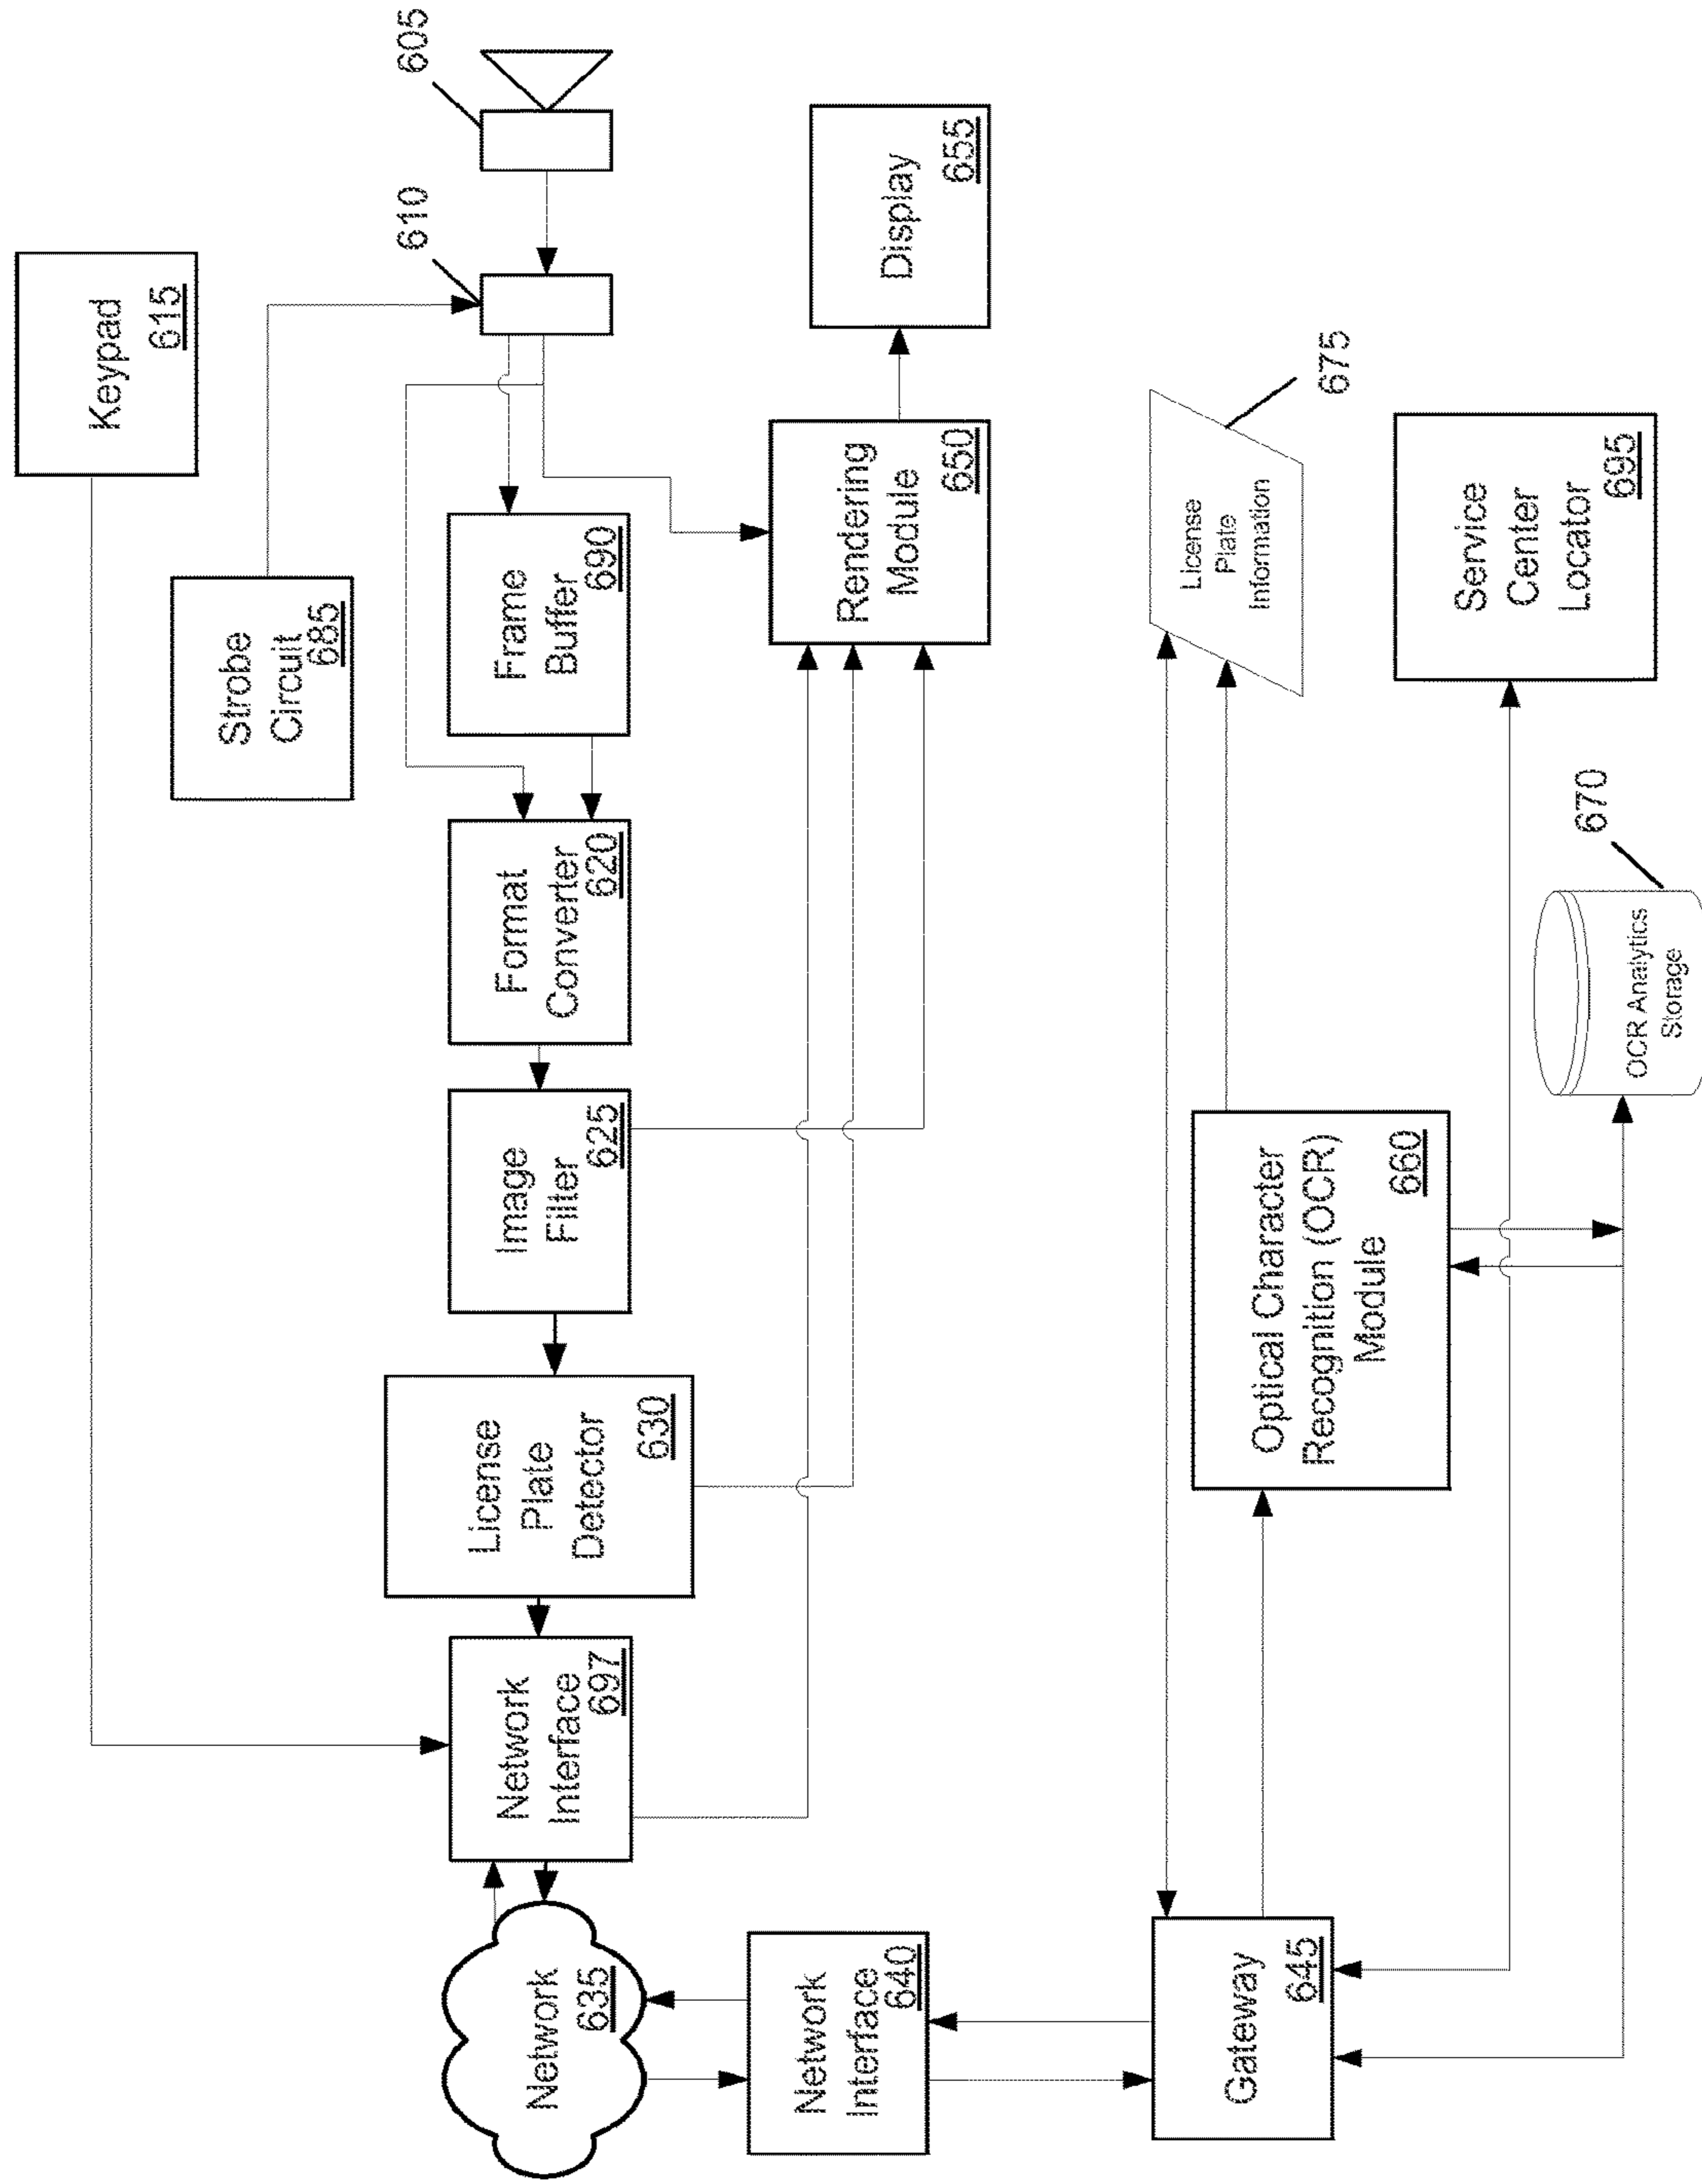 Keypad
615
Strobe
Circuit
685
605
610
Frame
Buffer
690
Format
Converter
620
Image
Filter
625
License
Plate
Detector
630
Network
Interface
697
Network
635
Rendering
Module
650
Display
655
Network
Interface
640
Gateway
645
Optical Character
Recognition (OCR)
Module
660
License
Plate
Information
675
Service
Center
Locator
695
OCR Analytics
Storage
670